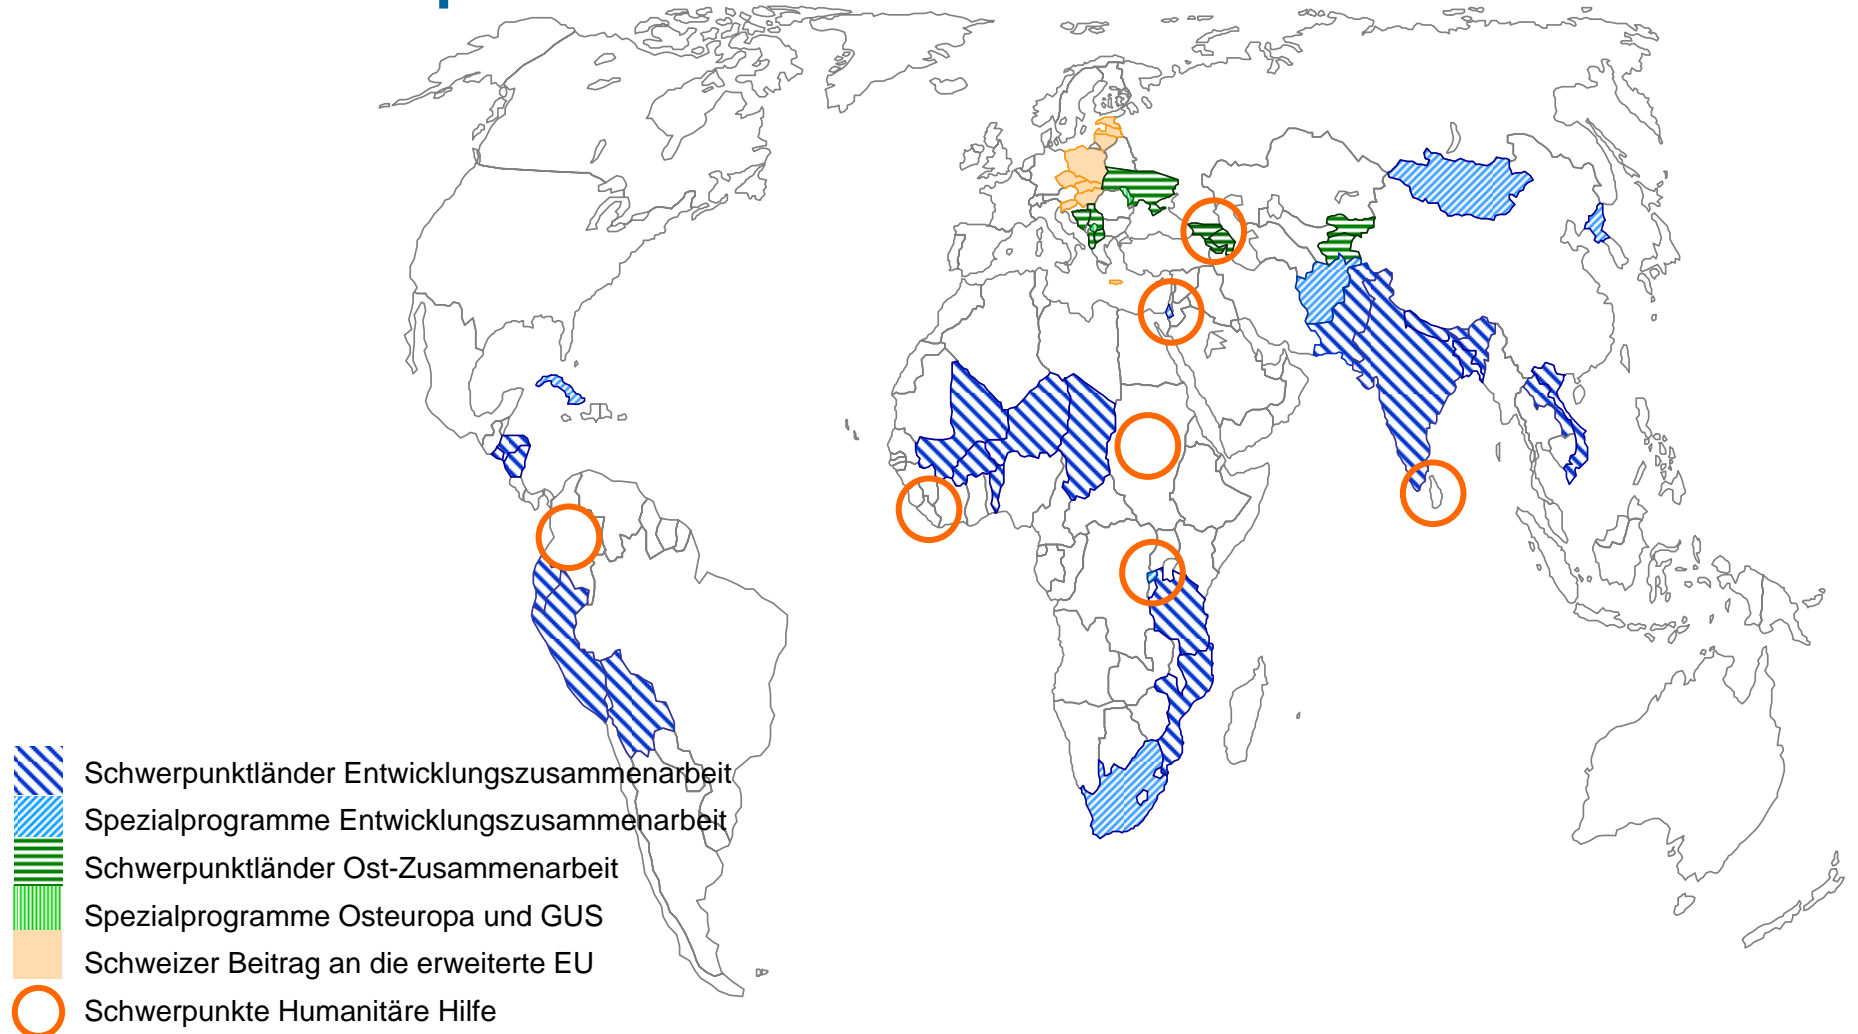 Schwerpunktländer Entwicklungszusammenarbeit
Spezialprogramme Entwicklungszusammenarbeit
Schwerpunktländer Ost-Zusammenarbeit
Spezialprogramme Osteuropa und GUS
Schweizer Beitrag an die erweiterte EU
Schwerpunkte Humanitäre Hilfe